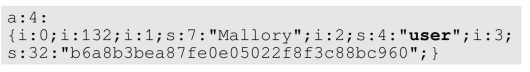 a:4:
{i:0;i:132;i:1;s:7:"Mallory";i:2;s:4:"user";i:3;
s:32:"b6a8b3bea87fe0e05022f8f3c88bc960";}